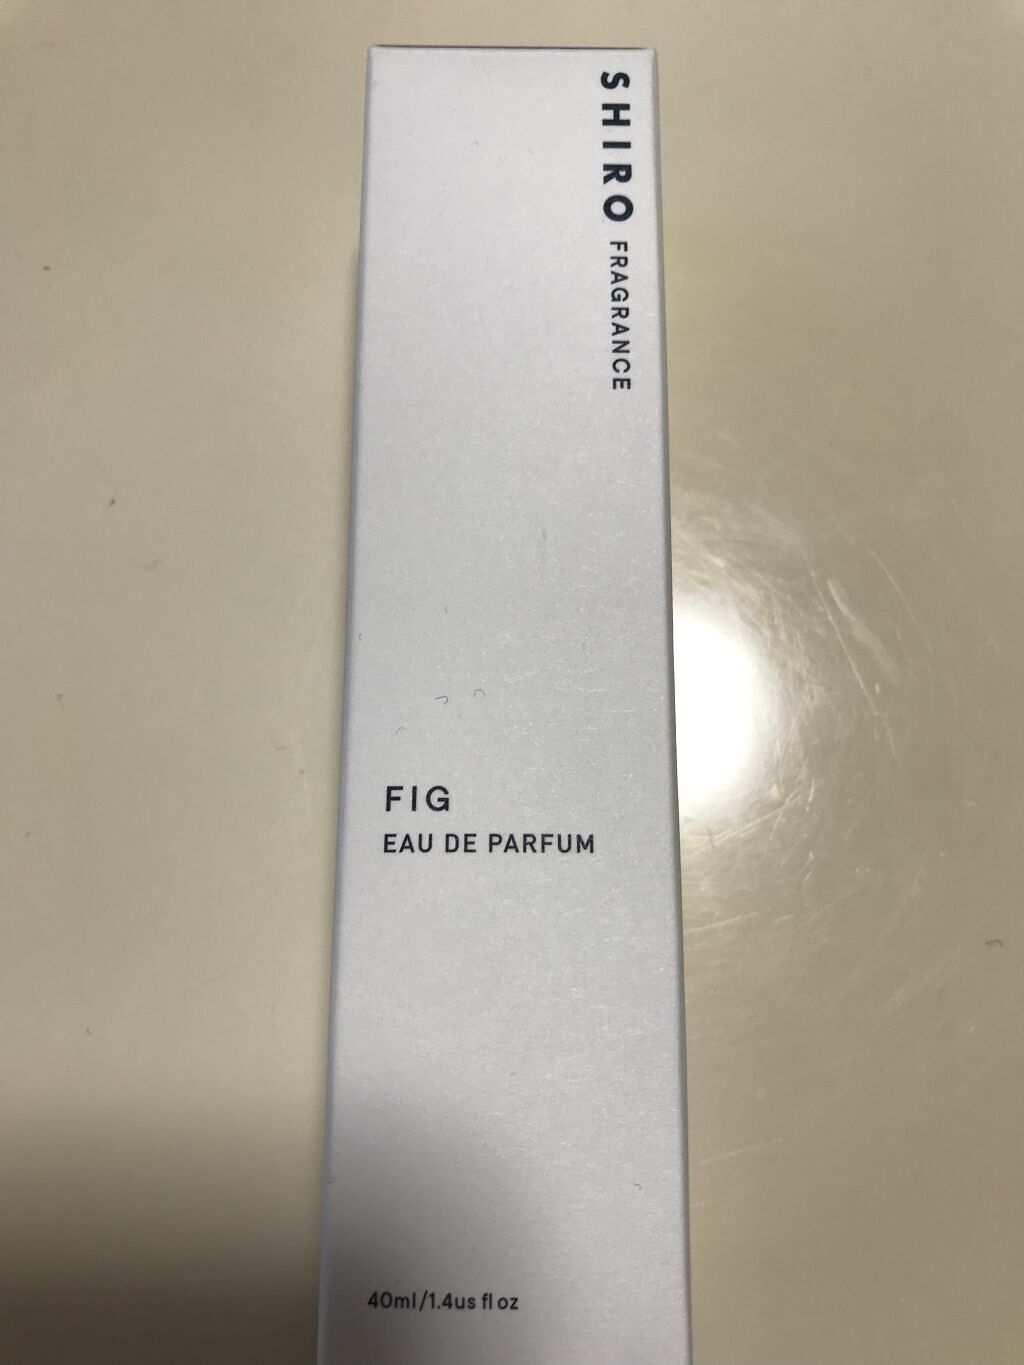 SHIRO FRAGRANCE
FIG
EAU DE PARFUM
40ml/1.4us fl oz